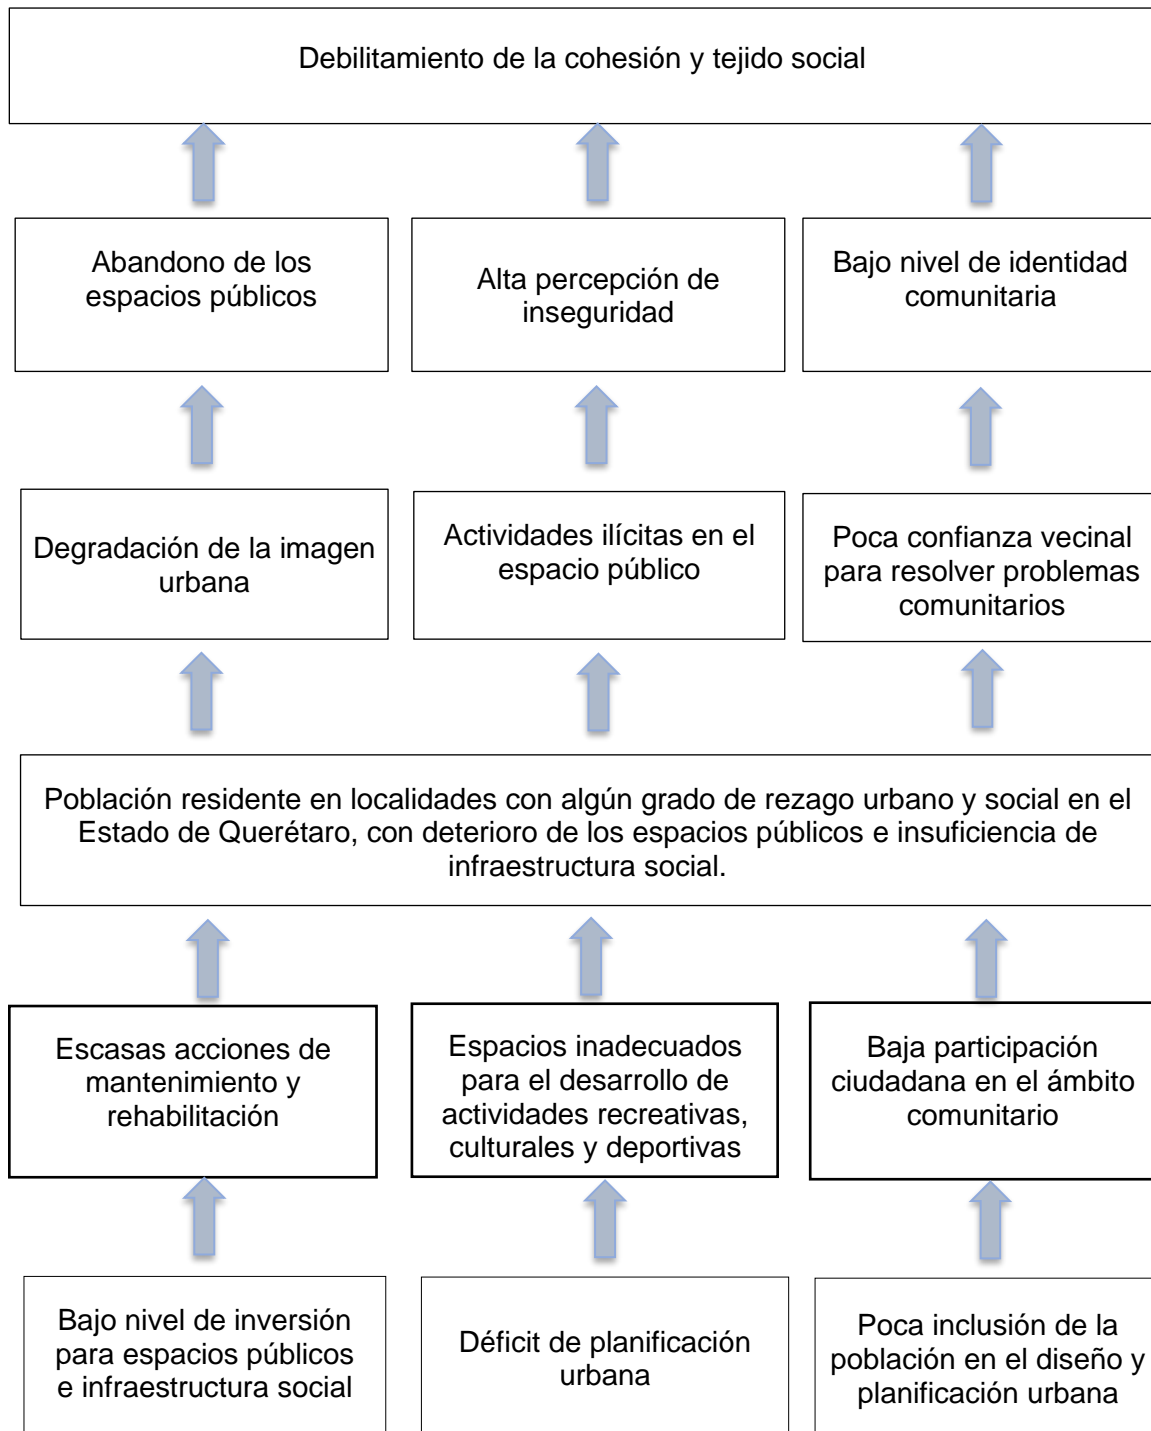 Debilitamiento de la cohesión y tejido social
Abandono de los
espacios públicos
Alta percepción de
inseguridad
Bajo nivel de identidad
comunitaria
Degradación de la imagen
urbana
Actividades ilícitas en el
espacio público
Poca confianza vecinal
para resolver problemas
comunitarios
Población residente en localidades con algún grado de rezago urbano y social en el
Estado de Querétaro, con deterioro de los espacios públicos e insuficiencia de
infraestructura social.
Escasas acciones de
mantenimiento y
rehabilitación
Espacios inadecuados
para el desarrollo de
actividades recreativas,
culturales y deportivas
Baja participación
ciudadana en el ámbito
comunitario
Bajo nivel de inversión
para espacios públicos
e infraestructura social
Déficit de planificación
urbana
Poca inclusión de la
población en el diseño y
planificación urbana